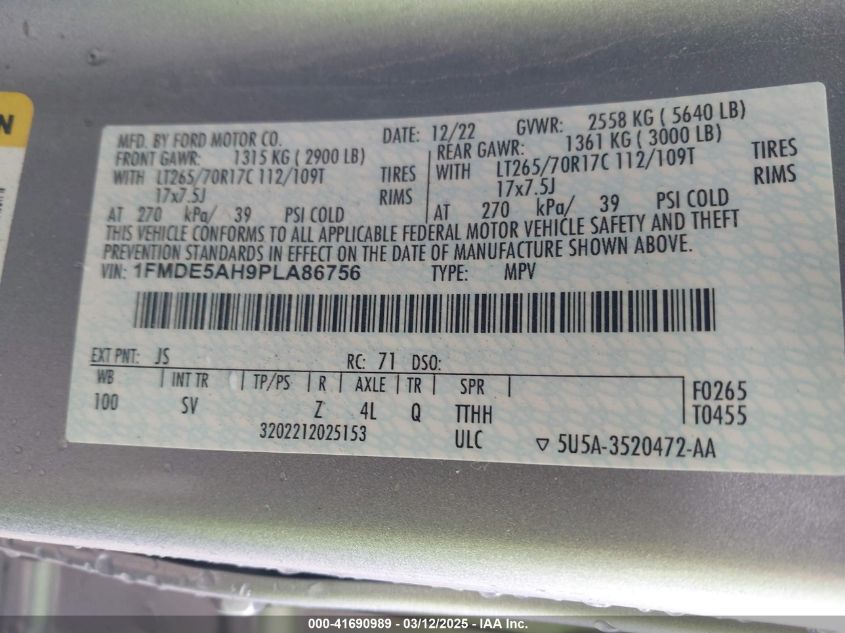 N
MFD. BY FORD MOTOR CO. DATE: 12/22 GVWR: 2558 KG ( 5640 LB)
FRONT GAWR: 1315 KG ( 2900 LB) REAR GAWR: 1361 KG ( 3000 LB)
WITH LT265/70R17C 112/109T TIRES WITH LT265/70R17C 112/109T TIRES
17x7.5J RIMS 17x7.5J RIMS
AT 270 kPa/ 39 PSI COLD AT 270 kPa/ 39 PSI COLD
THIS VEHICLE CONFORMS TO ALL APPLICABLE FEDERAL MOTOR VEHICLE SAFETY AND THEFT
PREVENTION STANDARDS IN EFFECT ON THE DATE OF MANUFACTURE SHOWN ABOVE.
VIN: 1FMDE5AH9PLA86756 TYPE: MPV
EXT PNT: JS RC: 71 DSO:
WB INT TR TP/PS R AXLE TR SPR F0265
100 SV Z 4L Q TTHH T0455
3202212025153 ULC ▽ 5U5A-3520472-AA
000-41690989 - 03/12/2025 - IAA Inc.